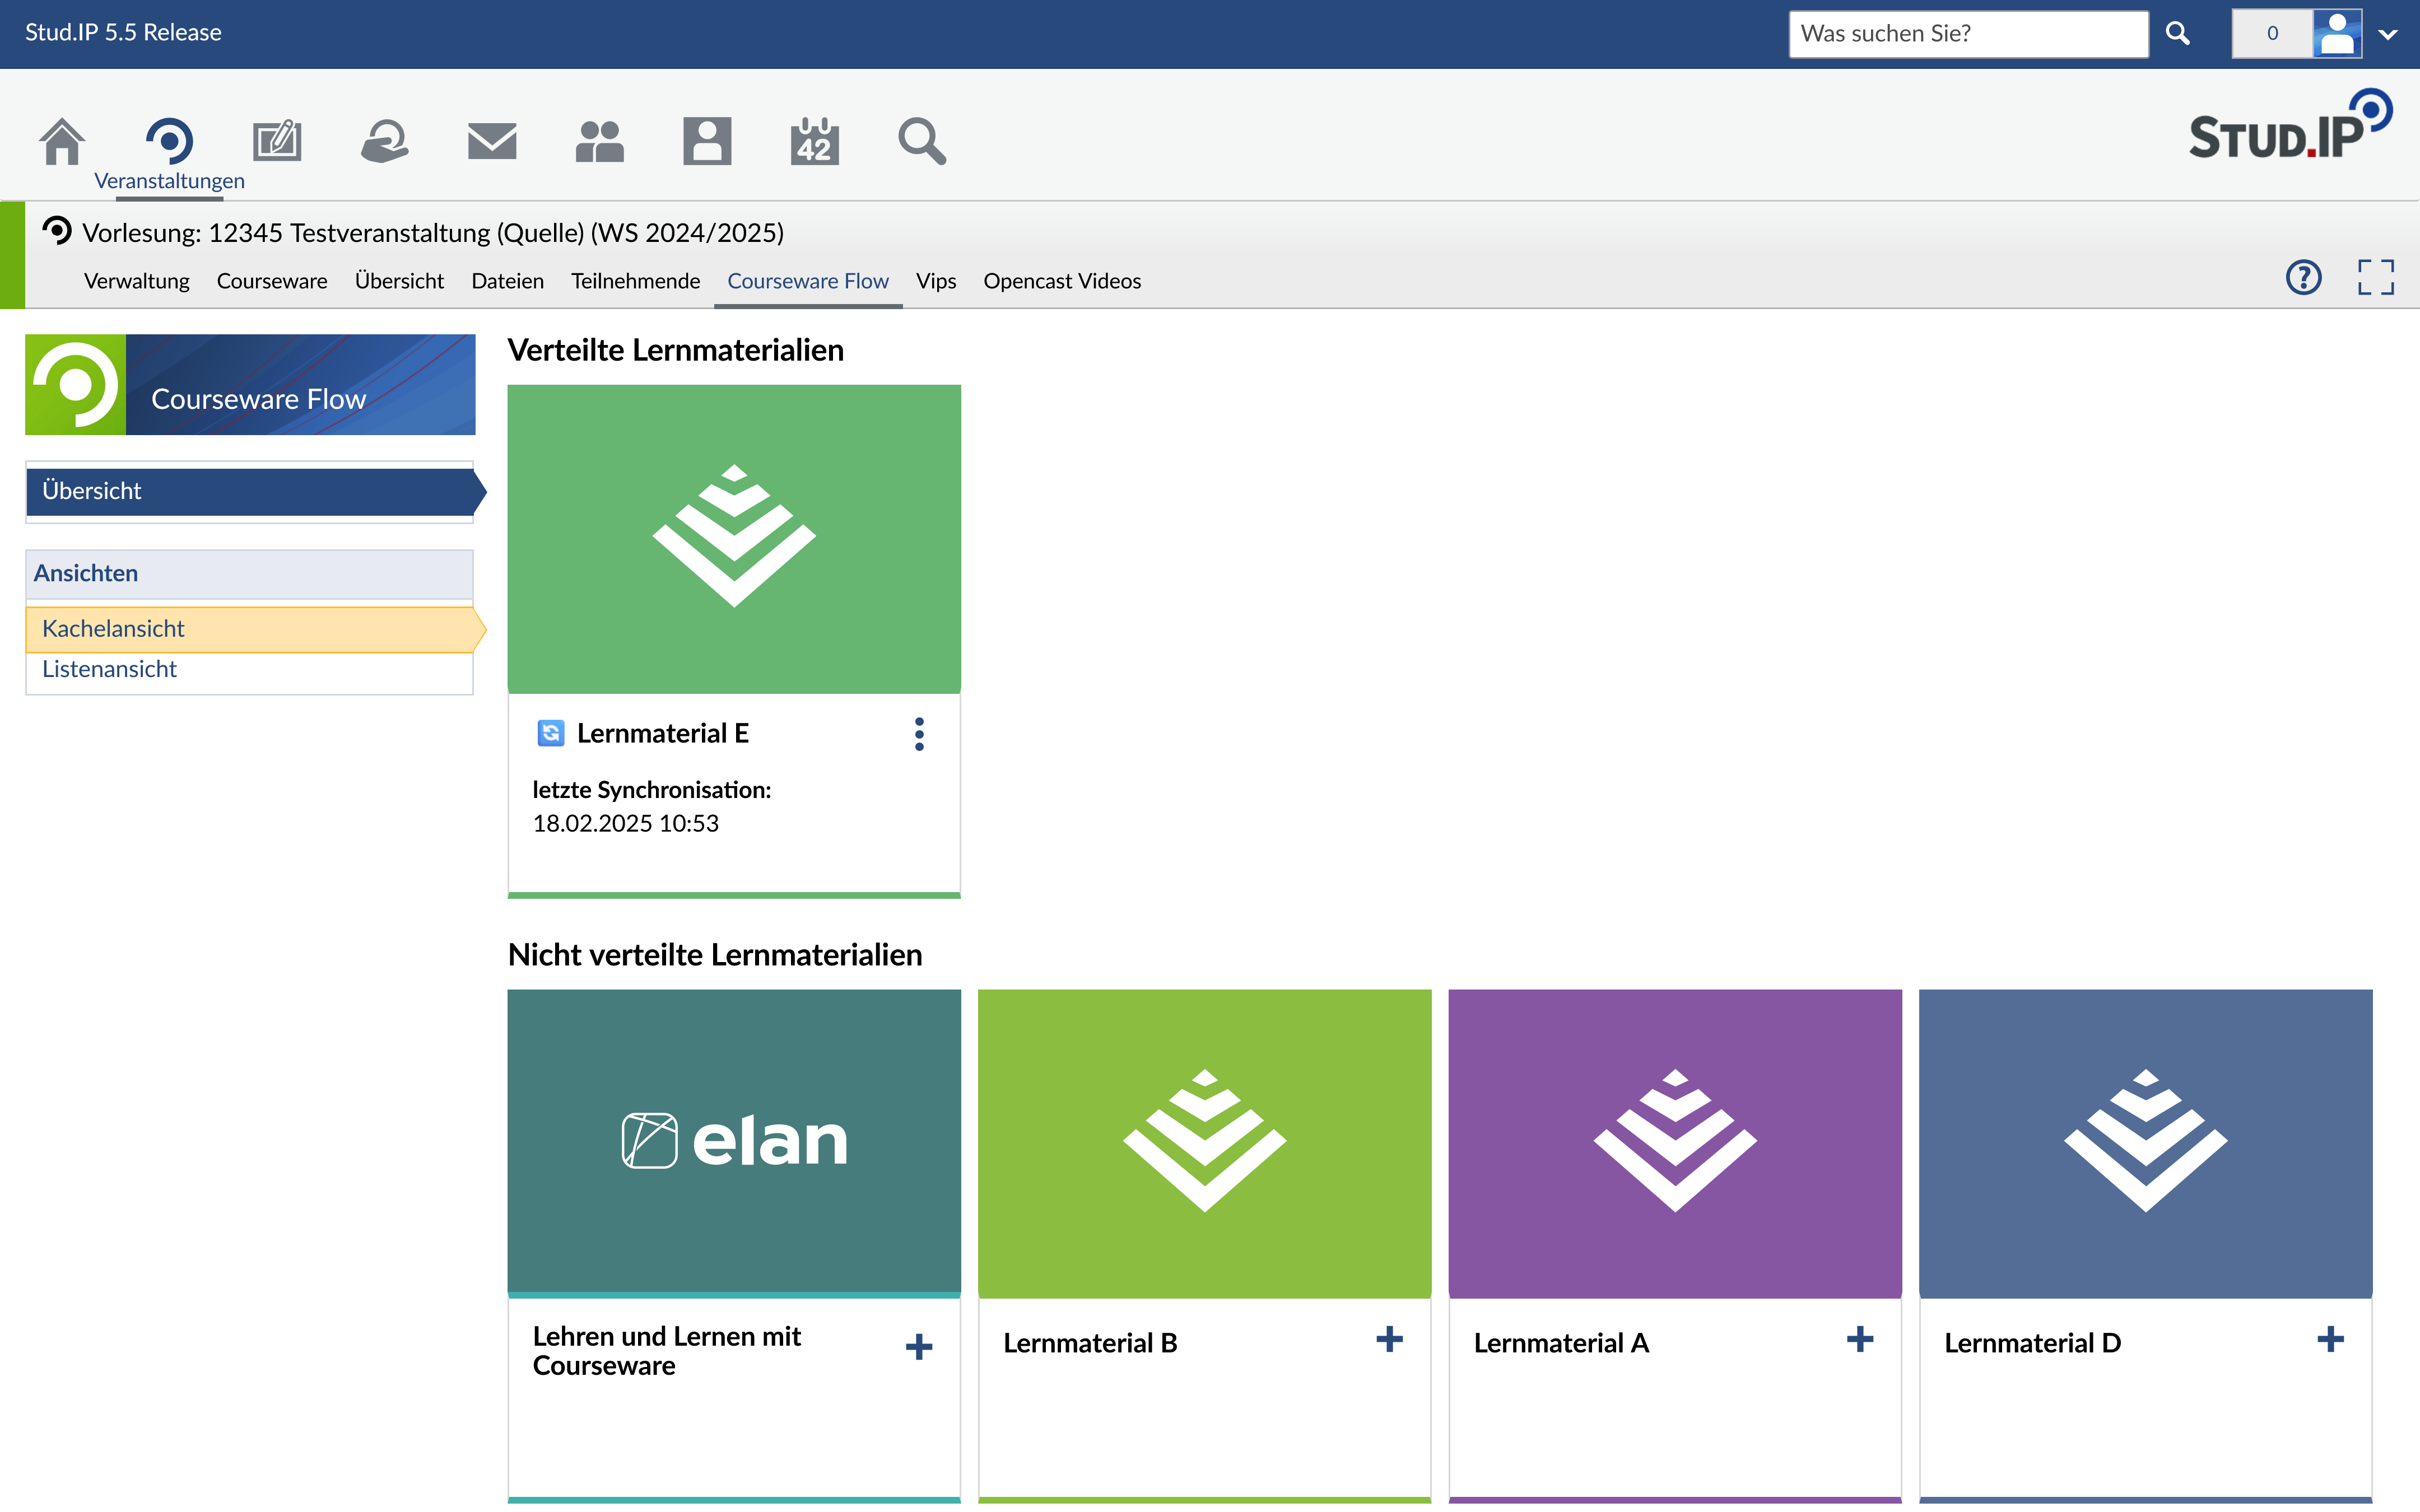 Stud.IP 5.5 Release
Was suchen Sie?
0
42
STUD.IP
Veranstaltungen
Vorlesung: 12345 Testveranstaltung (Quelle) (WS 2024/2025)
Verwaltung Courseware Übersicht Dateien Teilnehmende Courseware Flow Vips Opencast Videos
?
Courseware Flow
Übersicht
Ansichten
Kachelansicht
Listenansicht
Verteilte Lernmaterialien
Lernmaterial E
letzte Synchronisation:
18.02.2025 10:53
Nicht verteilte Lernmaterialien
elan
Lehren und Lernen mit
Courseware
Lernmaterial B
Lernmaterial A
Lernmaterial D